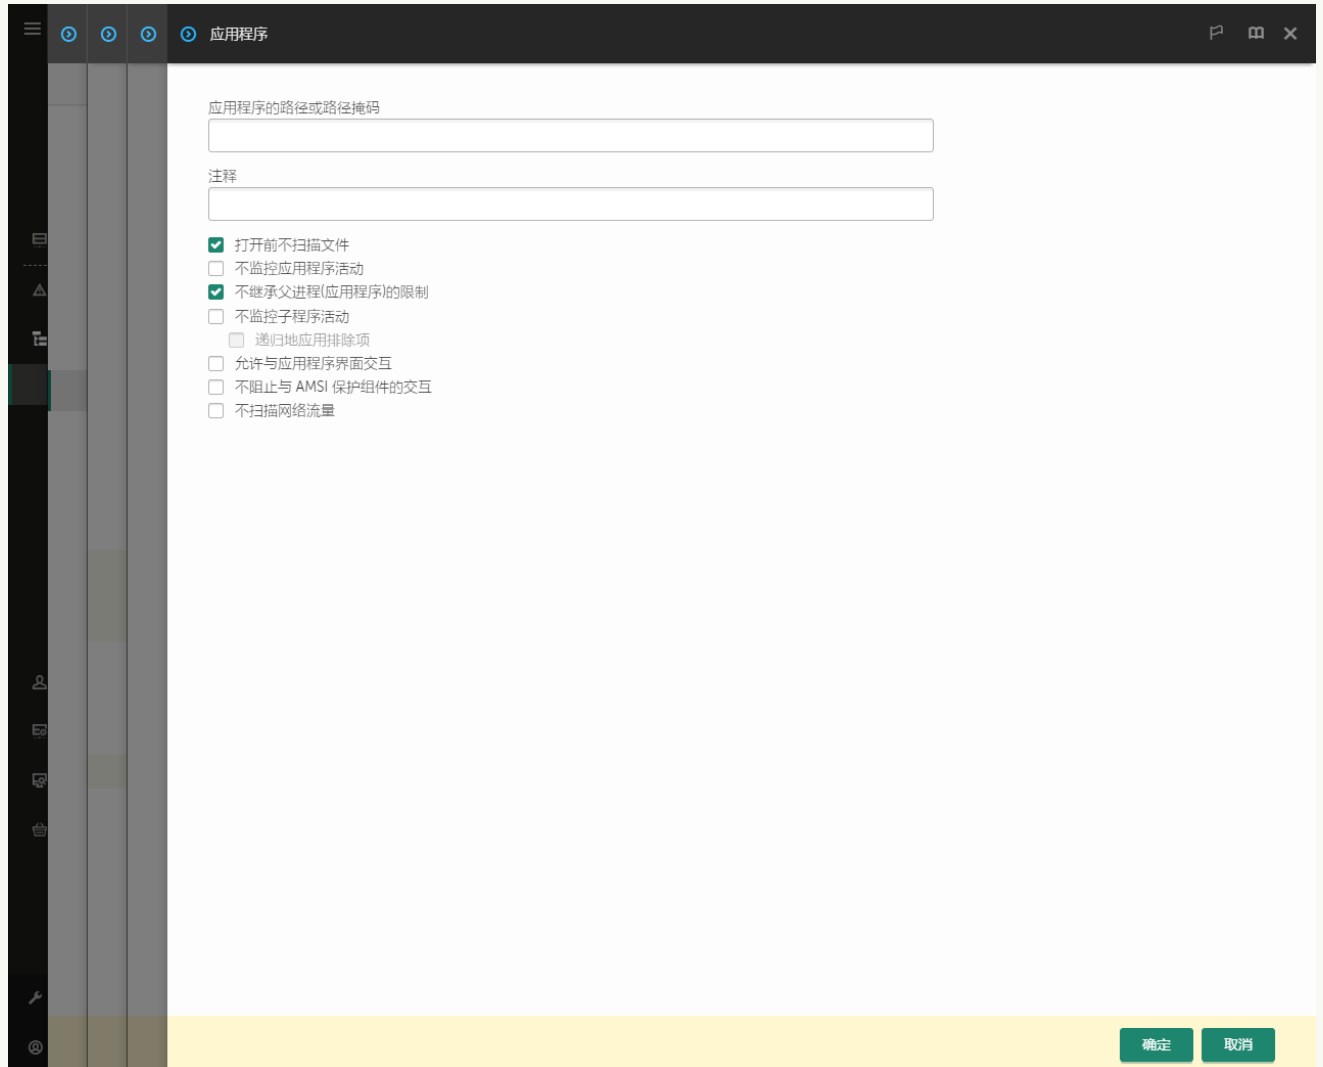 应用程序
应用程序的路径或路径掩码
注释
打开前不扫描文件
不监控应用程序活动
不继承父进程(应用程序)的限制
不监控子程序活动
递归地应用排除项
允许与应用程序界面交互
不阻止与 AMSI 保护组件的交互
不扫描网络流量
确定 取消